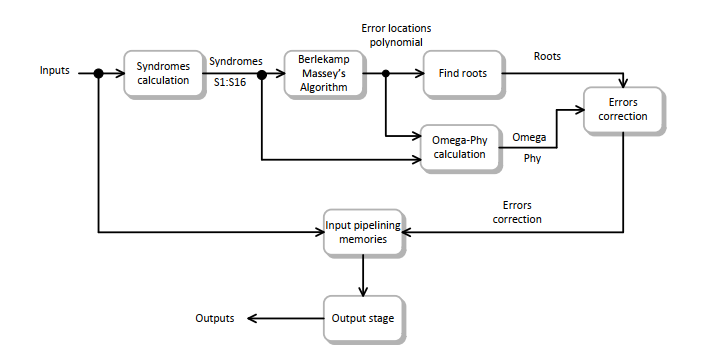 Error locations
polynomial
Inputs
Syndromes
calculation
Syndromes
S1:S16
Berlekamp
Massey's
Algorithm
Find roots
Roots
Errors
correction
Omega-Phy
calculation
Omega
Phy
Errors
correction
Input pipelining
memories
Outputs
Output stage